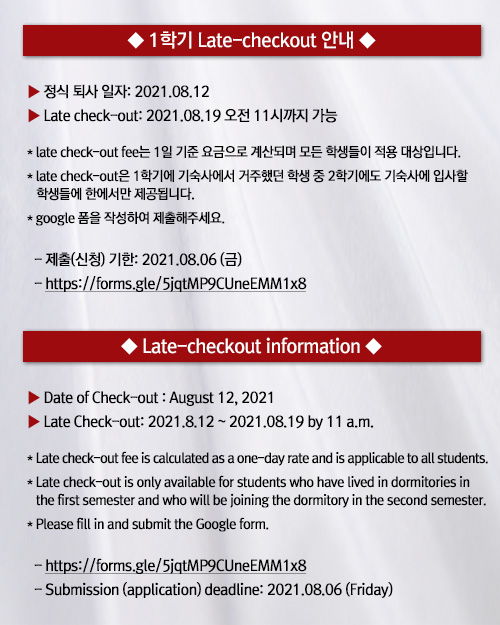 ◆ 1학기 Late-checkout 안내 ◆
▶ 정식 퇴사 일자: 2021.08.12
▶ Late check-out: 2021.08.19 오전 11시까지 가능
* late check-out fee는 1일 기준 요금으로 계산되며 모든 학생들이 적용 대상입니다.
* late check-out은 1학기에 기숙사에서 거주했던 학생 중 2학기에도 기숙사에 입사할
학생들에 한에서만 제공됩니다.
* google 폼을 작성하여 제출해주세요.
- 제출(신청) 기한: 2021.08.06 (금)
- https://forms.gle/5jqtMP9CUneEMM1x8
◆ Late-checkout information ◆
▶ Date of Check-out : August 12, 2021
▶ Late Check-out: 2021.8.12 ~ 2021.08.19 by 11 a.m.
* Late check-out fee is calculated as a one-day rate and is applicable to all students.
* Late check-out is only available for students who have lived in dormitories in
the first semester and who will be joining the dormitory in the second semester.
* Please fill in and submit the Google form.
- https://forms.gle/5jqtMP9CUneEMM1x8
- Submission (application) deadline: 2021.08.06 (Friday)